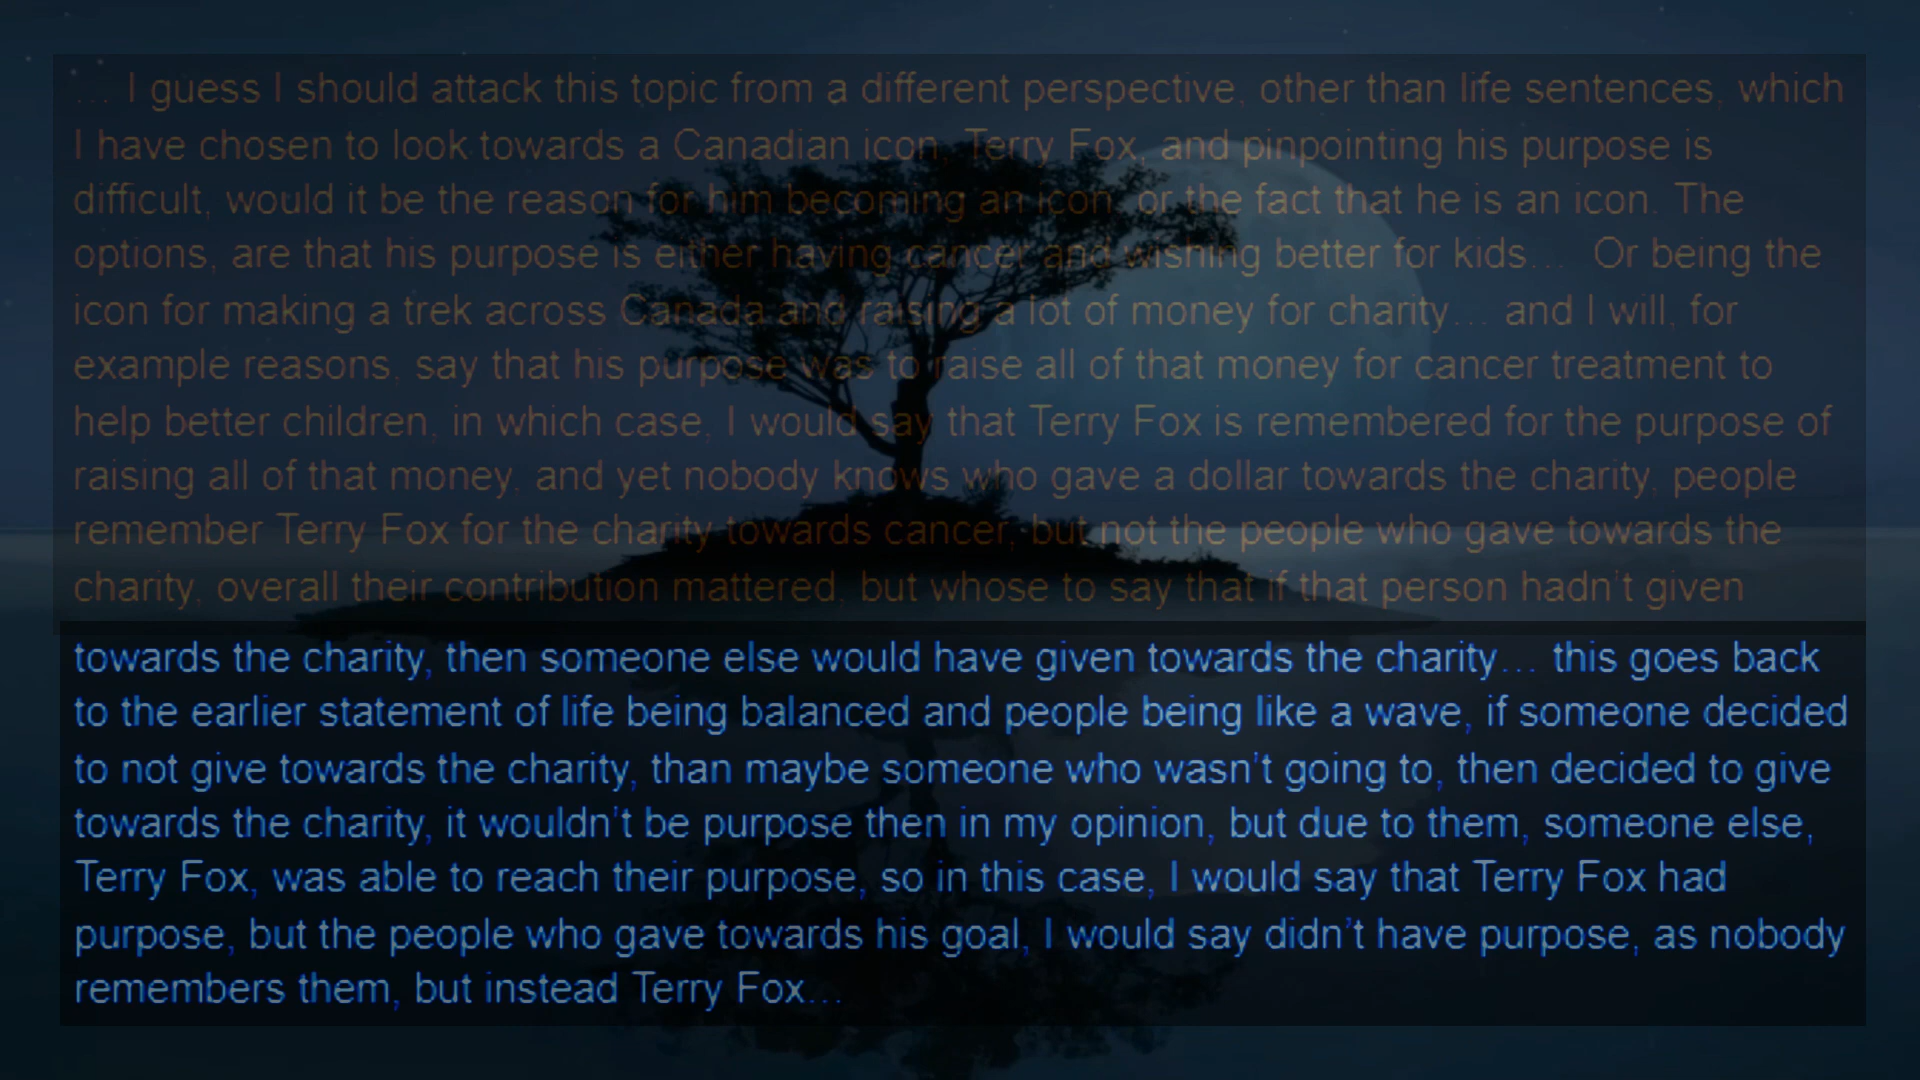 ... I guess I should attack this topic from a different perspective, other than life sentences, which
I have chosen to look towards a Canadian icon, Terry Fox, and pinpointing his purpose is
difficult, would it be the reason for him becoming an icon, or the fact that he is an icon. The
options, are that his purpose is either having cancer and wishing better for kids... Or being the
icon for making a trek across Canada and raising a lot of money for charity... and I will, for
example reasons, say that his purpose was to raise all of that money for cancer treatment to
help better children, in which case, I would say that Terry Fox is remembered for the purpose of
raising all of that money, and yet nobody knows who gave a dollar towards the charity, people
remember Terry Fox for the charity towards cancer, but not the people who gave towards the
charity, overall their contribution mattered, but whose to say that if that person hadn't given
towards the charity, then someone else would have given towards the charity... this goes back
to the earlier statement of life being balanced and people being like a wave, if someone decided
to not give towards the charity, than maybe someone who wasn't going to, then decided to give
towards the charity, it wouldn't be purpose then in my opinion, but due to them, someone else,
Terry Fox, was able to reach their purpose, so in this case, I would say that Terry Fox had
purpose, but the people who gave towards his goal, I would say didn't have purpose, as nobody
remembers them, but instead Terry Fox...